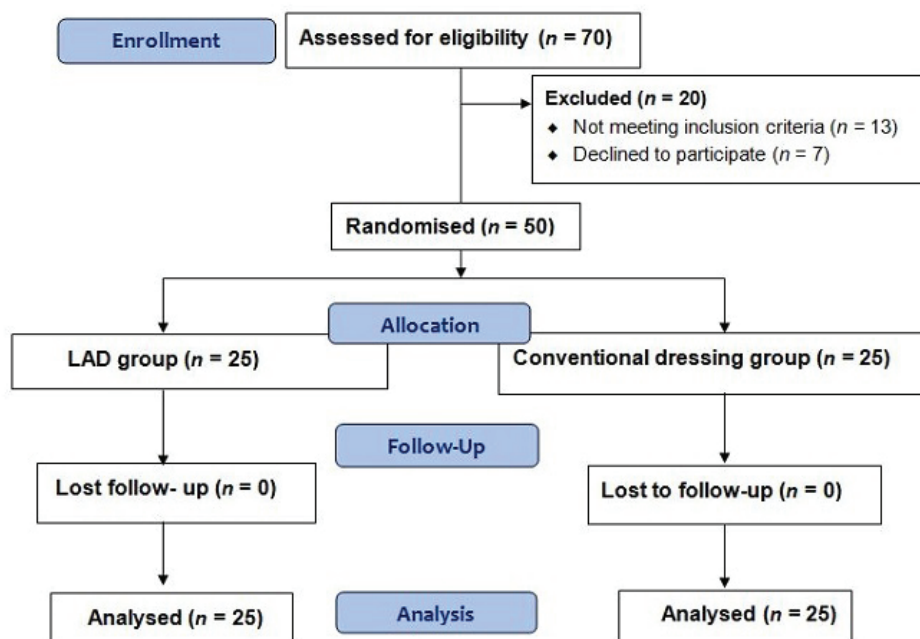 Enrollment
Assessed for eligibility (n = 70)
Excluded (n = 20)
◆ Not meeting inclusion criteria (n = 13)
◆ Declined to participate (n = 7)
Randomised (n = 50)
Allocation
LAD group (n = 25)
Conventional dressing group (n = 25)
Follow-Up
Lost follow- up (n = 0)
Lost to follow-up (n = 0)
Analysed (n = 25)
Analysis
Analysed (n = 25)